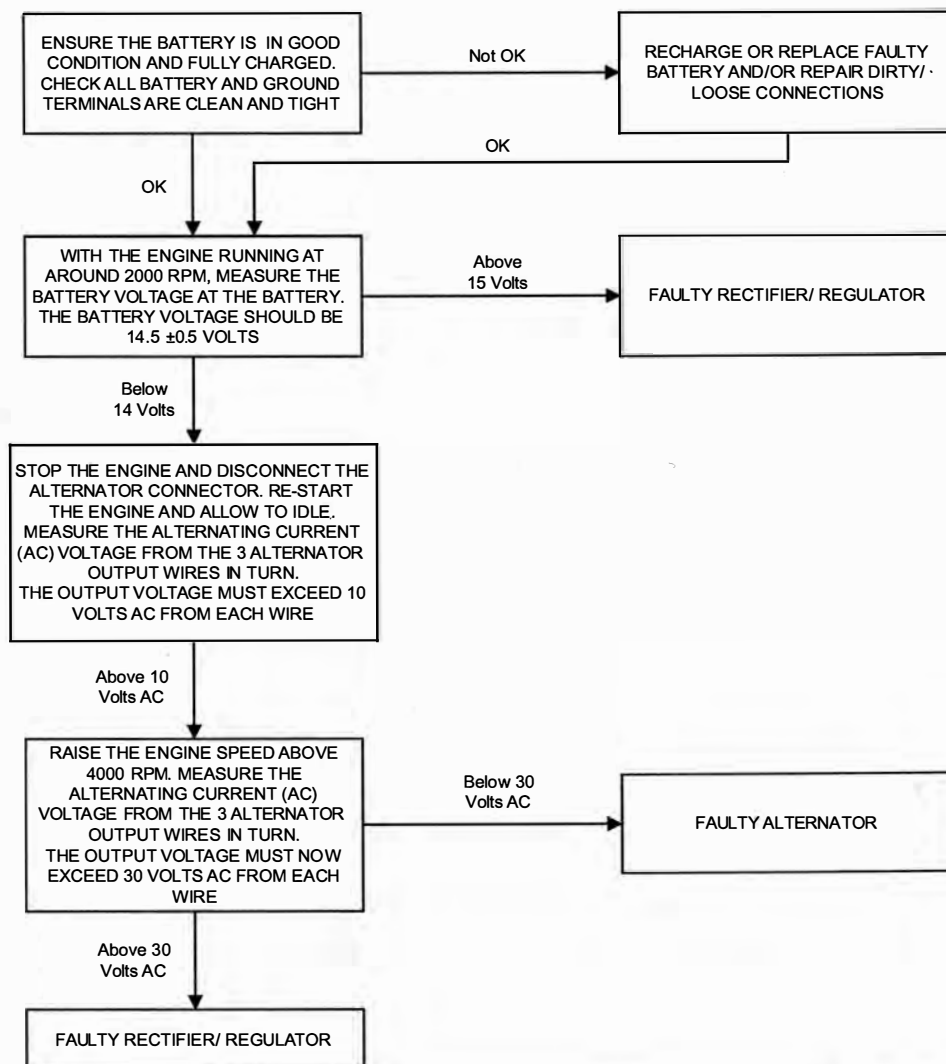 ENSURE THE BATTERY IS IN GOOD
CONDITION AND FULLY CHARGED.
CHECK ALL BATTERY AND GROUND
TERMINALS ARE CLEAN AND TIGHT
Not OK
RECHARGE OR REPLACE FAULTY
BATTERY AND/OR REPAIR DIRTY/
LOOSE CONNECTIONS
OK
OK
WITH THE ENGINE RUNNING AT
AROUND 2000 RPM, MEASURE THE
BATTERY VOLTAGE AT THE BATTERY.
THE BATTERY VOLTAGE SHOULD BE
14.5 ±0.5 VOLTS
Above
15 Volts
FAULTY RECTIFIER/ REGULATOR
Below
14 Volts
STOP THE ENGINE AND DISCONNECT THE
ALTERNATOR CONNECTOR. RE-START
THE ENGINE AND ALLOW TO IDLE.
MEASURE THE ALTERNATING CURRENT
(AC) VOLTAGE FROM THE 3 ALTERNATOR
OUTPUT WIRES IN TURN.
THE OUTPUT VOLTAGE MUST EXCEED 10
VOLTS AC FROM EACH WIRE
Above 10
Volts AC
RAISE THE ENGINE SPEED ABOVE
4000 RPM. MEASURE THE
ALTERNATING CURRENT (AC)
VOLTAGE FROM THE 3 ALTERNATOR
OUTPUT WIRES IN TURN.
THE OUTPUT VOLTAGE MUST NOW
EXCEED 30 VOLTS AC FROM EACH
WIRE
Below 30
Volts AC
FAULTY ALTERNATOR
Above 30
Volts AC
FAULTY RECTIFIER/ REGULATOR